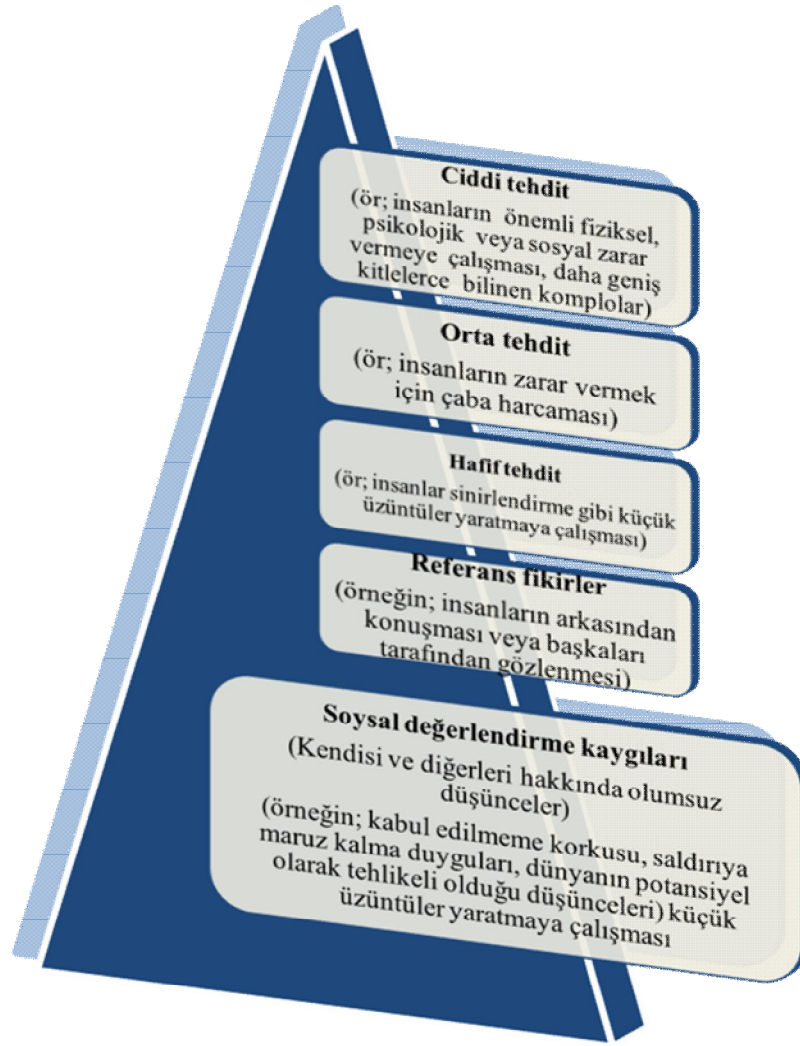 Ciddi tehdit
(ör; insanların önemli fiziksel,
psikolojik veya sosyal zarar
vermeye çalışması, daha geniş
kitlelerce bilinen komplolar)
Orta tehdit
(ör; insanların zarar vermek
için çaba harcaması)
Hafif tehdit
(ör; insanlar sinirlendirme gibi küçük
üzüntüler yaratmaya çalışması)
Referans fikirler
(örneğin; insanların arkasından
konuşması veya başkaları
tarafından gözlenmesi)
Soysal değerlendirme kaygıları
(Kendisi ve diğerleri hakkında olumsuz
düşünceler)
(örneğin; kabul edilmeme korkusu, saldırıya
maruz kalma duyguları, dünyanın potansiyel
olarak tehlikeli olduğu düşünceleri) küçük
üzüntüler yaratmaya çalışması